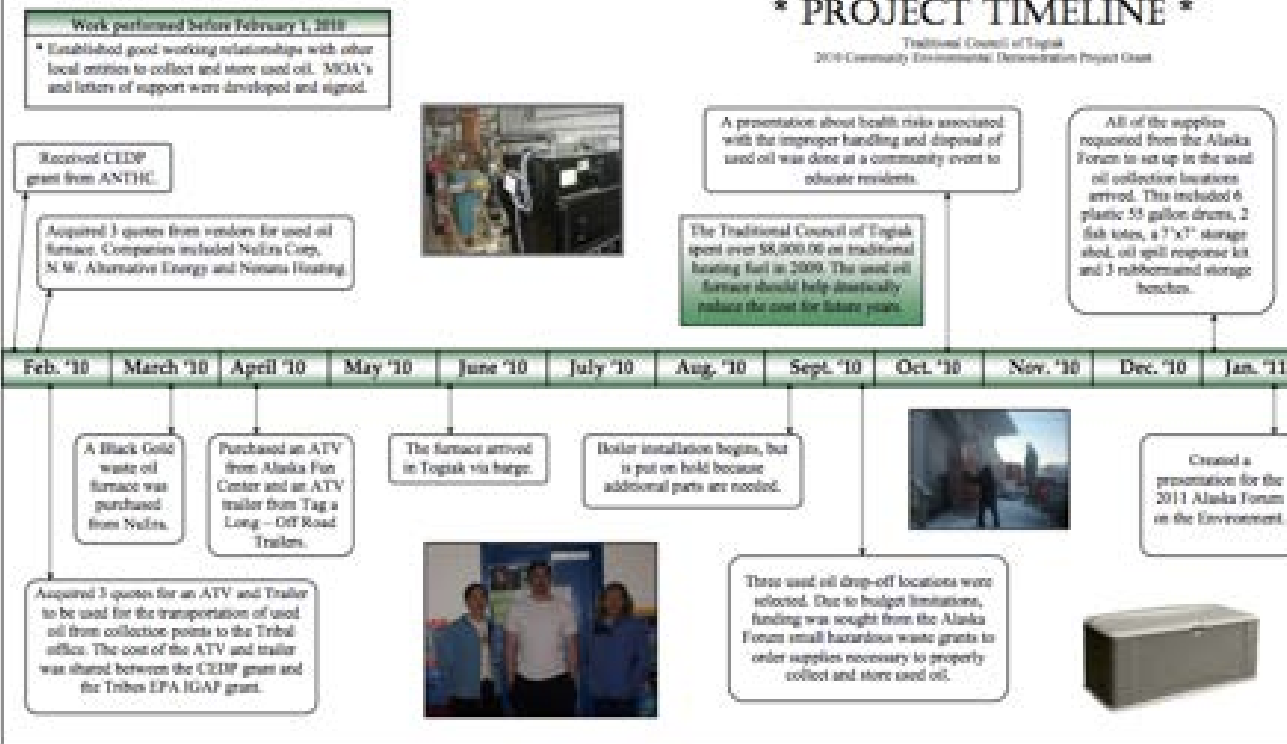 * PROJECT TIMELINE *
Traditional Council of Togiak
2010 Community Environmental Demonstration Project Grant
Work performed before February 1, 2010
* Established good working relationships with other
local entities to collect and store used oil. MOA's
and letters of support were developed and signed.
Received CEDP
grant from ANTHC.
Acquired 3 quotes from vendors for used oil
furnace. Companies included NuEra Corp,
N.W. Alternative Energy and Nenana Heating.
A presentation about health risks associated
with the improper handling and disposal of
used oil was done at a community event to
educate residents.
The Traditional Council of Togiak
spent over $8,000.00 on traditional
heating fuel in 2009. The used oil
furnace should help drastically
reduce the cost for future years.
All of the supplies
requested from the Alaska
Forum to set up in the used
oil collection locations
arrived. This included 6
plastic 55 gallon drums, 2
fish totes, a 7'x7' storage
shed, oil spill response kit
and 3 rubbermaid storage
benches.
Feb. '10 March '10 April '10 May '10 June '10 July '10 Aug. '10 Sept. '10 Oct. '10 Nov. '10 Dec. '10 Jan. '11
A Black Gold
waste oil
furnace was
purchased
from NuEra.
Purchased an ATV
from Alaska Fun
Center and an ATV
trailer from Tag a
Long – Off Road
Trailers.
The furnace arrived
in Togiak via barge.
Boiler installation begins, but
is put on hold because
additional parts are needed.
Created a
presentation for the
2011 Alaska Forum
on the Environment.
Acquired 3 quotes for an ATV and Trailer
to be used for the transportation of used
oil from collection points to the Tribal
office. The cost of the ATV and trailer
was shared between the CEDP grant and
the Tribes EPA IGAP grant.
Three used oil drop-off locations were
selected. Due to budget limitations,
funding was sought from the Alaska
Forum small hazardous waste grants to
order supplies necessary to properly
collect and store used oil.